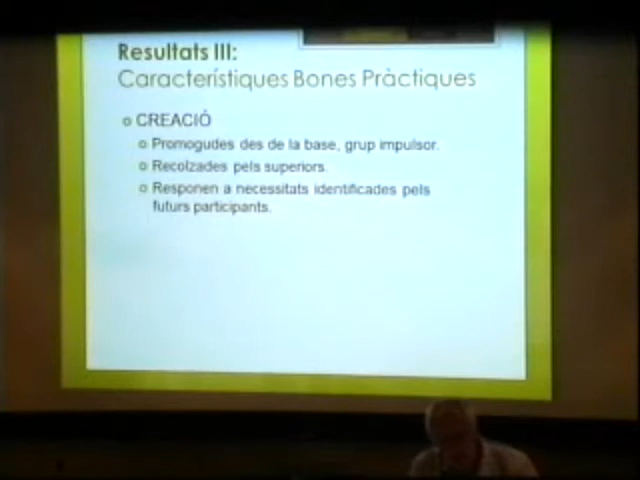 Resultats III:
Característiques Bones Pràctiques
CREACIÓ
Promogudes des de la base, grup impulsor.
Recolzades pels superiors.
Responen a necessitats identificades pels
futurs participants.